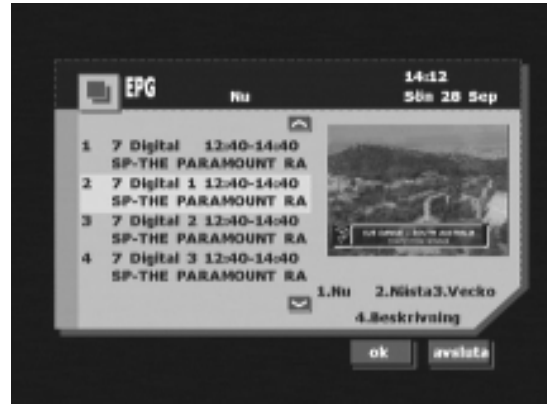 EPG
Nu
14:12
Sön 28 Sep
1 7 Digital 12:40-14:40
SP-THE PARAMOUNT RA
2 7 Digital 1 12:40-14:40
SP-THE PARAMOUNT RA
3 7 Digital 2 12:40-14:40
SP-THE PARAMOUNT RA
4 7 Digital 3 12:40-14:40
SP-THE PARAMOUNT RA
SOUTH AUSTRALIA
1.Nu 2.Nästa3.Vecko
4.Beskrivning
ok avsluta